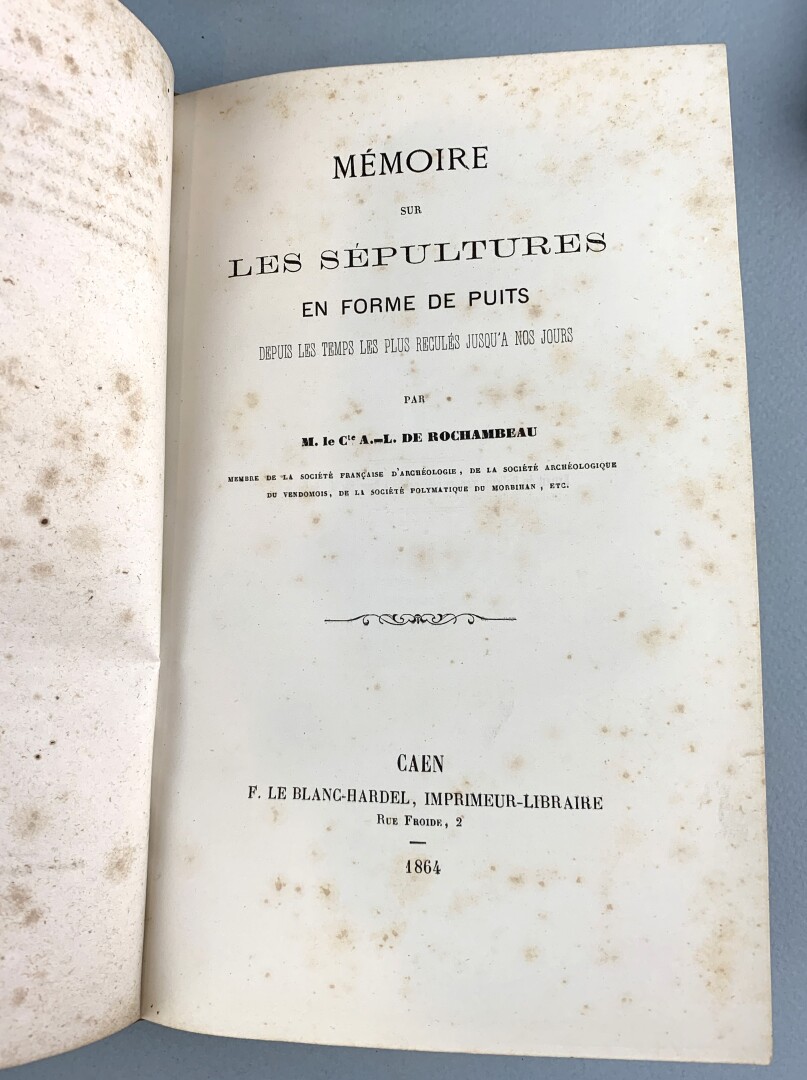 MÉMOIRE
SUR
LES SÉPULTURES
EN FORME DE PUITS
DEPUIS LES TEMPS LES PLUS RECULÉS JUSQU'A NOS JOURS
PAR
M. le Cte A.-L. DE ROCHAMBEAU
MEMBRE DE LA SOCIÉTÉ FRANÇAISE D'ARCHÉOLOGIE, DE LA SOCIÉTÉ ARCHÉOLOGIQUE
DU VENDOMOIS, DE LA SOCIÉTÉ POLYMATIQUE DU MORBIHAN, ETC.
CAEN
F. LE BLANC-HARDEL, IMPRIMEUR-LIBRAIRE
RUE FROIDE, 2
1864